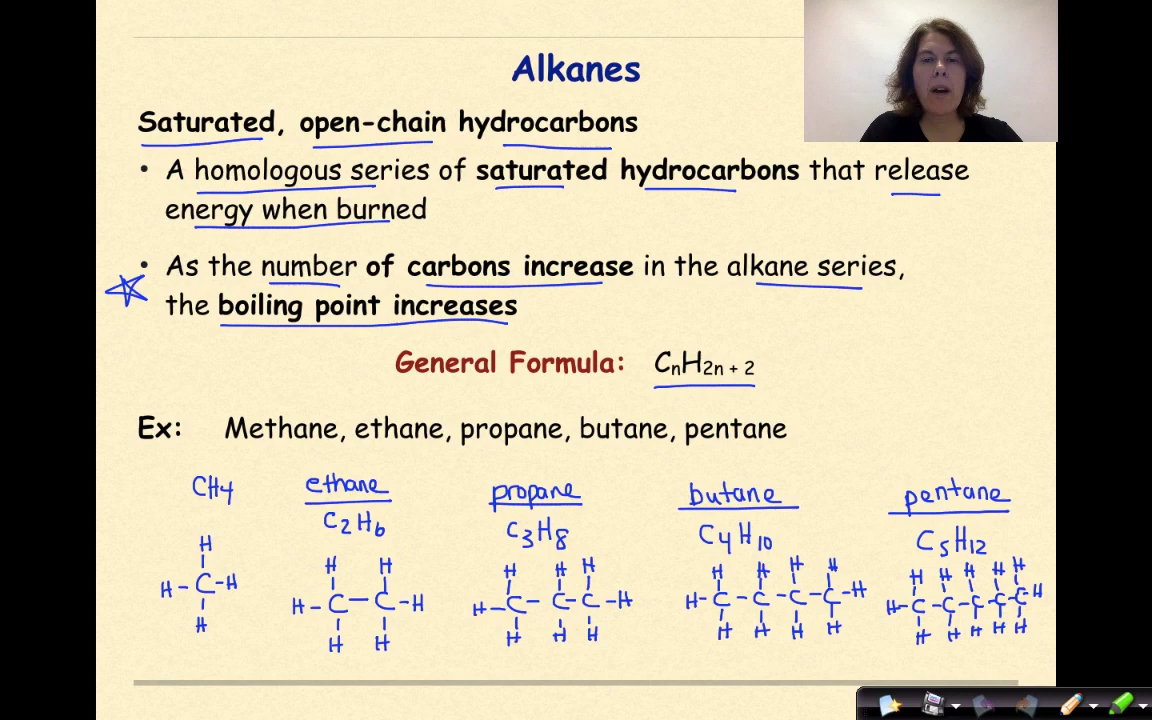 Alkanes
Saturated, open-chain hydrocarbons
• A homologous series of saturated hydrocarbons that release
energy when burned
• As the number of carbons increase in the alkane series,
the boiling point increases
General Formula: CnH2n + 2
Ex: Methane, ethane, propane, butane, pentane
CH4 ethane propane butane pentane
C2H6 C3H8 C4H10 C5H12
H H H H H H H H H H H H H H H
H-C-H H-C-C-H H-C-C-C-H H-C-C-C-C-H H-C-C-C-C-C-H
H H H H H H H H H H H H H H H